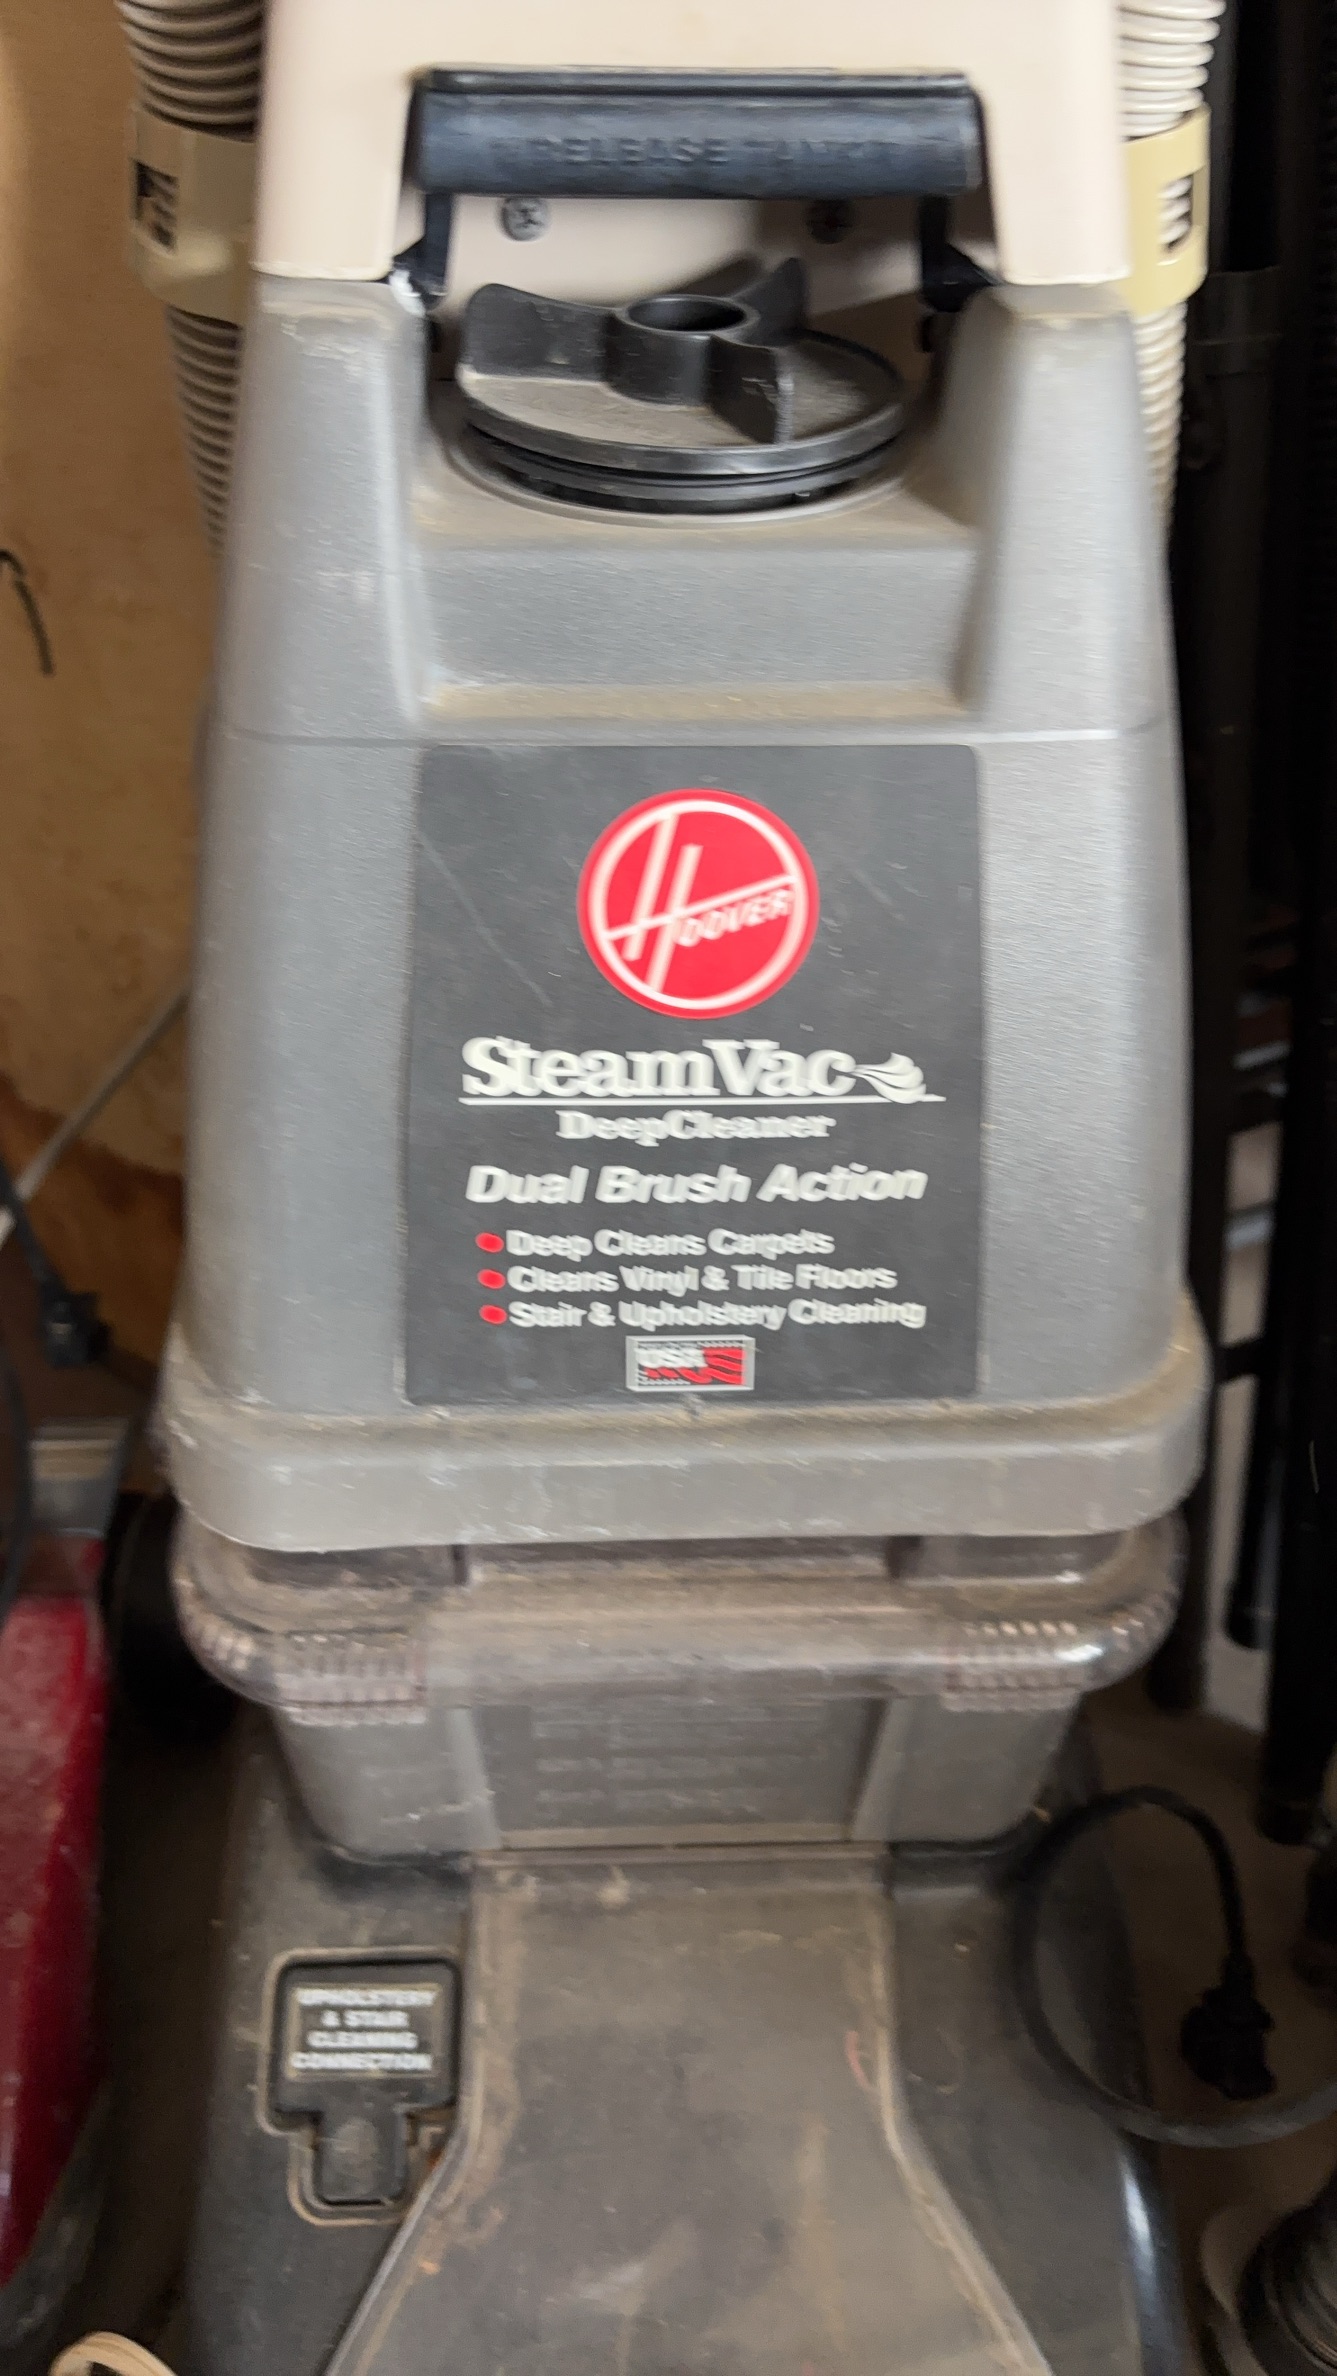 RELEASE TANK
HOOVER
SteamVac
DeepCleaner
Dual Brush Action
Deep Cleans Carpets
Cleans Vinyl & Tile Floors
Stair & Upholstery Cleaning
USA
UPHOLSTERY
& STAIR
CLEANING
CONNECTION